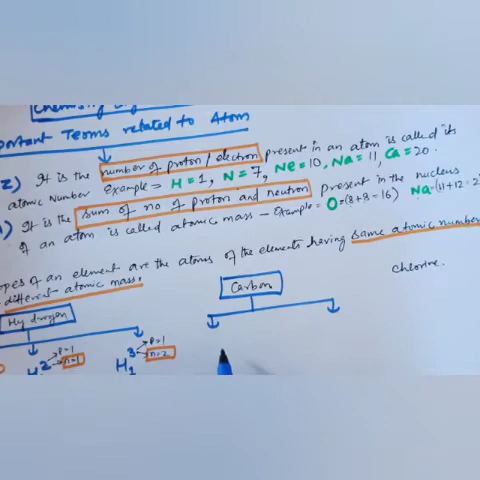 Important Terms related to Atom
Z) It is the number of proton/electron present in an atom is called its
atomic Number Example = H = 1, N = 7, Ne = 10, Na = 11, Ca = 20.
) It is the sum of no of proton and neutron present in the nucleus
of an atom is called atomic mass - Example = O = (8+8=16) Na = (11+12=2
opes of an element are the atoms of the elements having same atomic number
different atomic mass.
chlorine.
Carbon
Hydrogen
H 2 P=1 n=1
H 3 1 P=1 n=2